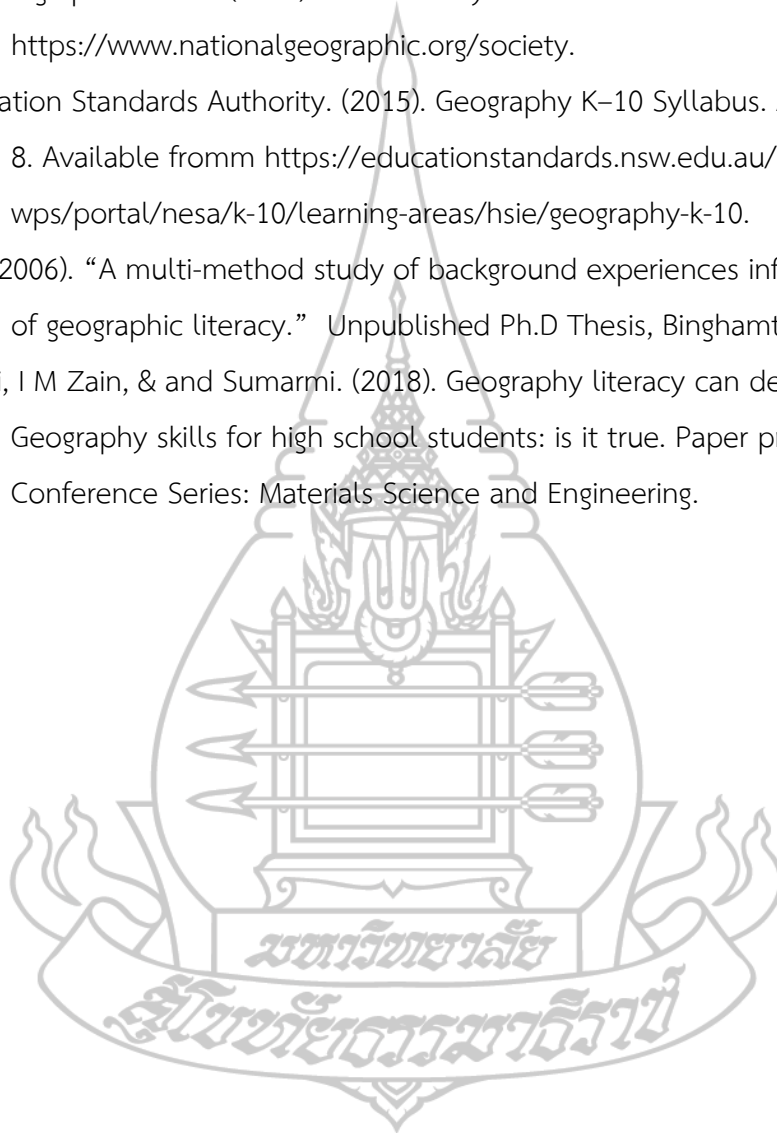 https://www.nationalgeographic.org/society.
ation Standards Authority. (2015). Geography K–10 Syllabus.
8. Available fromm https://educationstandards.nsw.edu.au/
wps/portal/nesa/k-10/learning-areas/hsie/geography-k-10.
2006). “A multi-method study of background experiences inf
of geographic literacy.” Unpublished Ph.D Thesis, Binghamt
i, I M Zain, & and Sumarmi. (2018). Geography literacy can de
Geography skills for high school students: is it true. Paper pr
Conference Series: Materials Science and Engineering.
มหาวิทยาลัย
สุโขทัยธรรมาธิราช